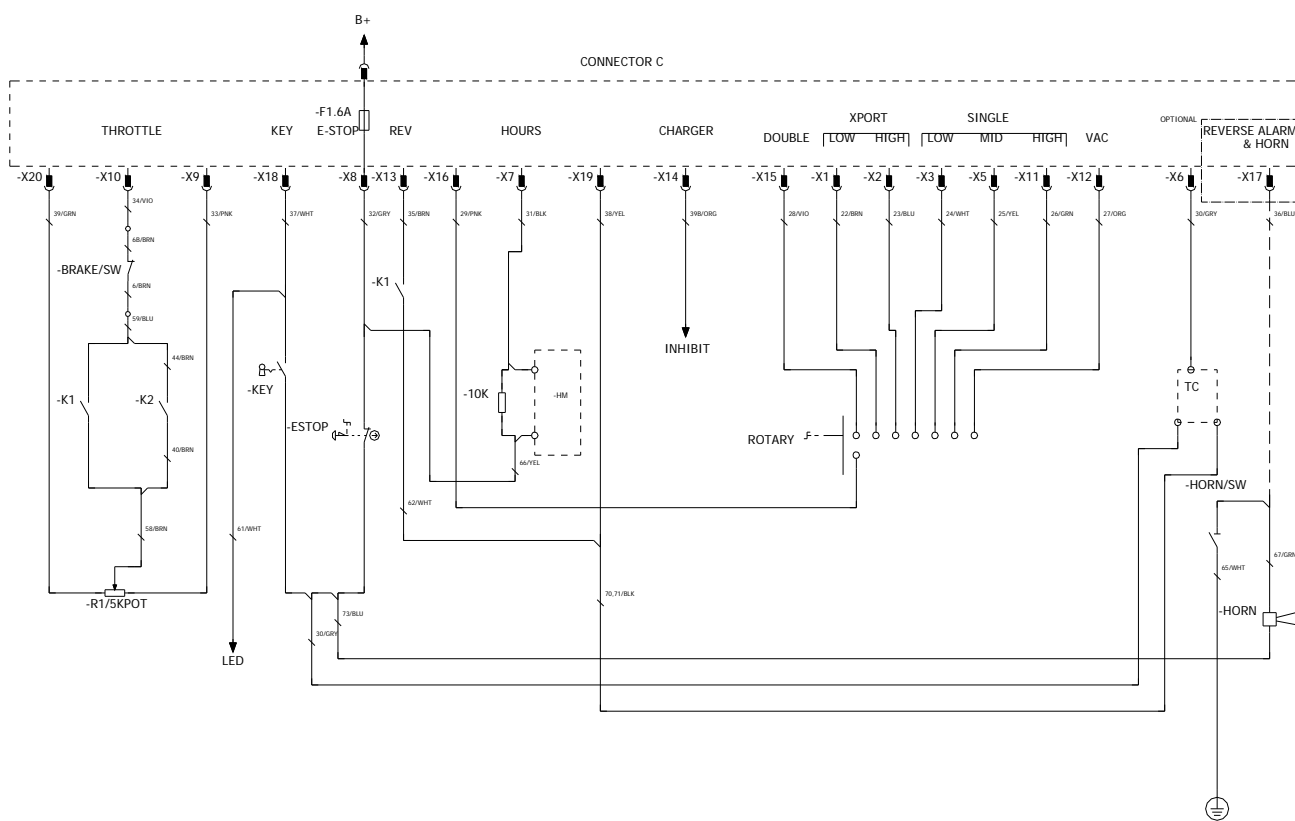 B+
CONNECTOR C
-F1.6A
THROTTLE
KEY
E-STOP
REV
HOURS
CHARGER
DOUBLE
XPORT
LOW
HIGH
SINGLE
LOW
MID
HIGH
VAC
OPTIONAL
REVERSE ALARM
& HORN
-X20
-X10
-X9
-X18
-X8
-X13
-X16
-X7
-X19
-X14
-X15
-X1
-X2
-X3
-X5
-X11
-X12
-X6
-X17
39/GRN
34/VIO
33/PNK
37/WHT
32/GRY
35/BRN
29/PNK
31/BLK
38/YEL
39B/ORG
28/VIO
22/BRN
23/BLU
24/WHT
25/YEL
26/GRN
27/ORG
30/GRY
36/BLU
6B/BRN
-BRAKE/SW
6/BRN
59/BLU
-K1
INHIBIT
44/BRN
-KEY
-10K
-HM
TC
-K1
-K2
-ESTOP
ROTARY
40/BRN
66/YEL
-HORN/SW
62/WHT
58/BRN
61/WHT
67/GRN
65/WHT
-R1/5KPOT
70,71/BLK
73/BLU
-HORN
30/GRY
LED